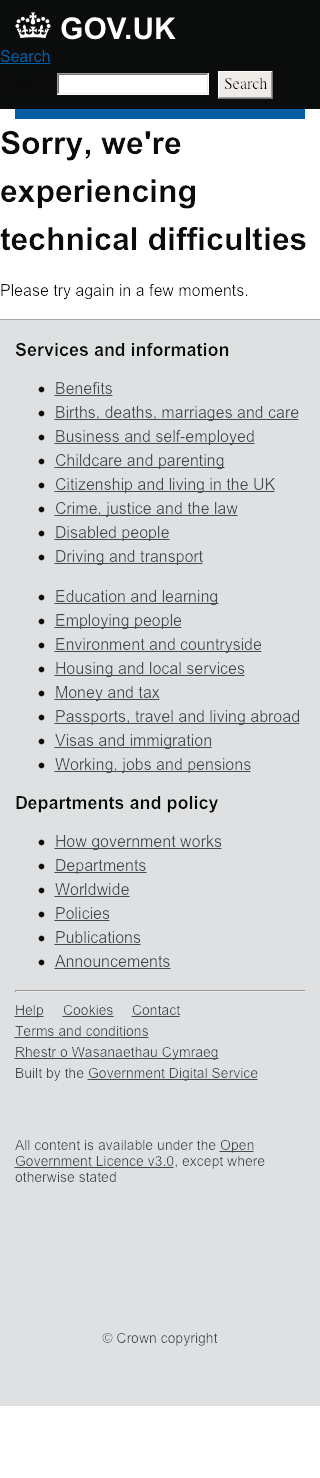 GOV.UK
Search
Search
Sorry, we're
experiencing
technical difficulties
Please try again in a few moments.
Services and information
Benefits
Births, deaths, marriages and care
Business and self-employed
Childcare and parenting
Citizenship and living in the UK
Crime, justice and the law
Disabled people
Driving and transport
Education and learning
Employing people
Environment and countryside
Housing and local services
Money and tax
Passports, travel and living abroad
Visas and immigration
Working, jobs and pensions
Departments and policy
How government works
Departments
Worldwide
Policies
Publications
Announcements
Help Cookies Contact
Terms and conditions
Rhestr o Wasanaethau Cymraeg
Built by the Government Digital Service
All content is available under the Open
Government Licence v3.0, except where
otherwise stated
© Crown copyright